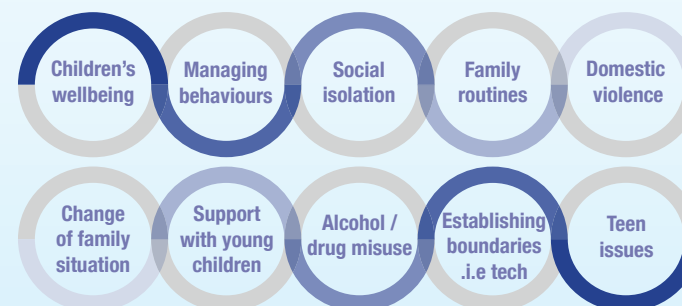 Children's
wellbeing
Managing
behaviours
Social
isolation
Family
routines
Domestic
violence
Change
of family
situation
Support
with young
children
Alcohol /
drug misuse
Establishing
boundaries
.i.e tech
Teen
issues